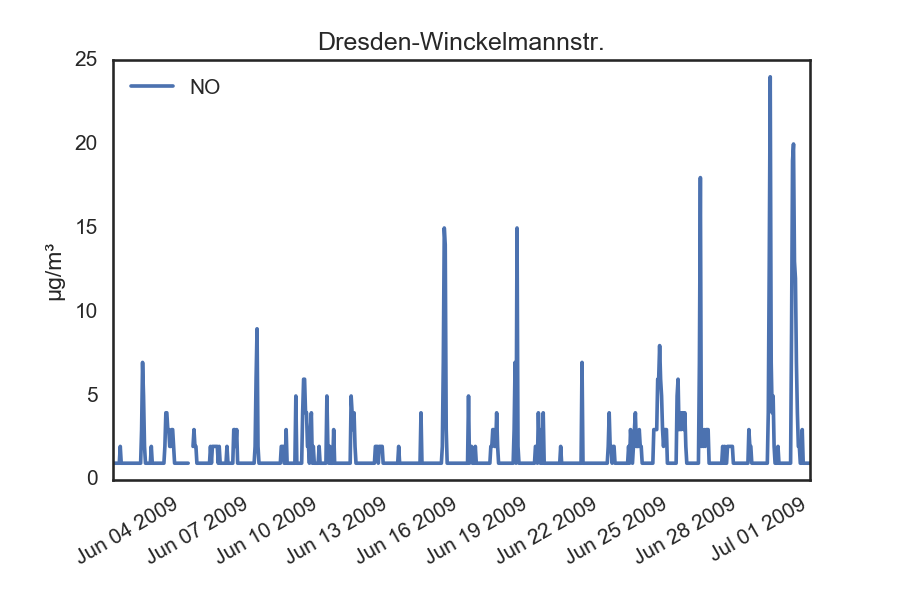 Dresden-Winckelmannstr.
25
NO
20
15
µg/m³
10
5
0
Jun 04 2009
Jun 07 2009
Jun 10 2009
Jun 13 2009
Jun 16 2009
Jun 19 2009
Jun 22 2009
Jun 25 2009
Jun 28 2009
Jul 01 2009